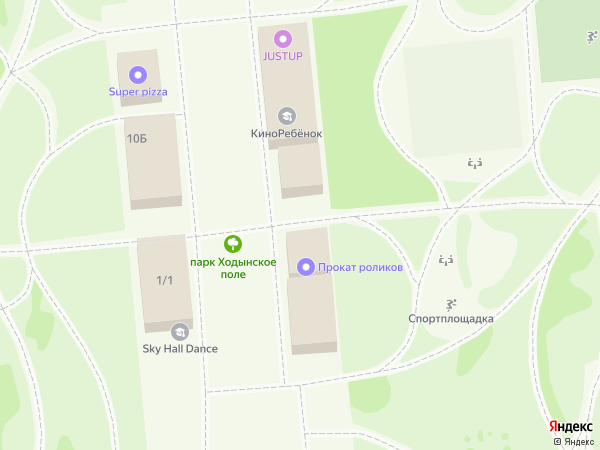 JUSTUP
Super pizza
КиноРебёнок
10Б
парк Ходынское
поле
Прокат роликов
1/1
Спортплощадка
Sky Hall Dance
Яндекс
© Яндекс